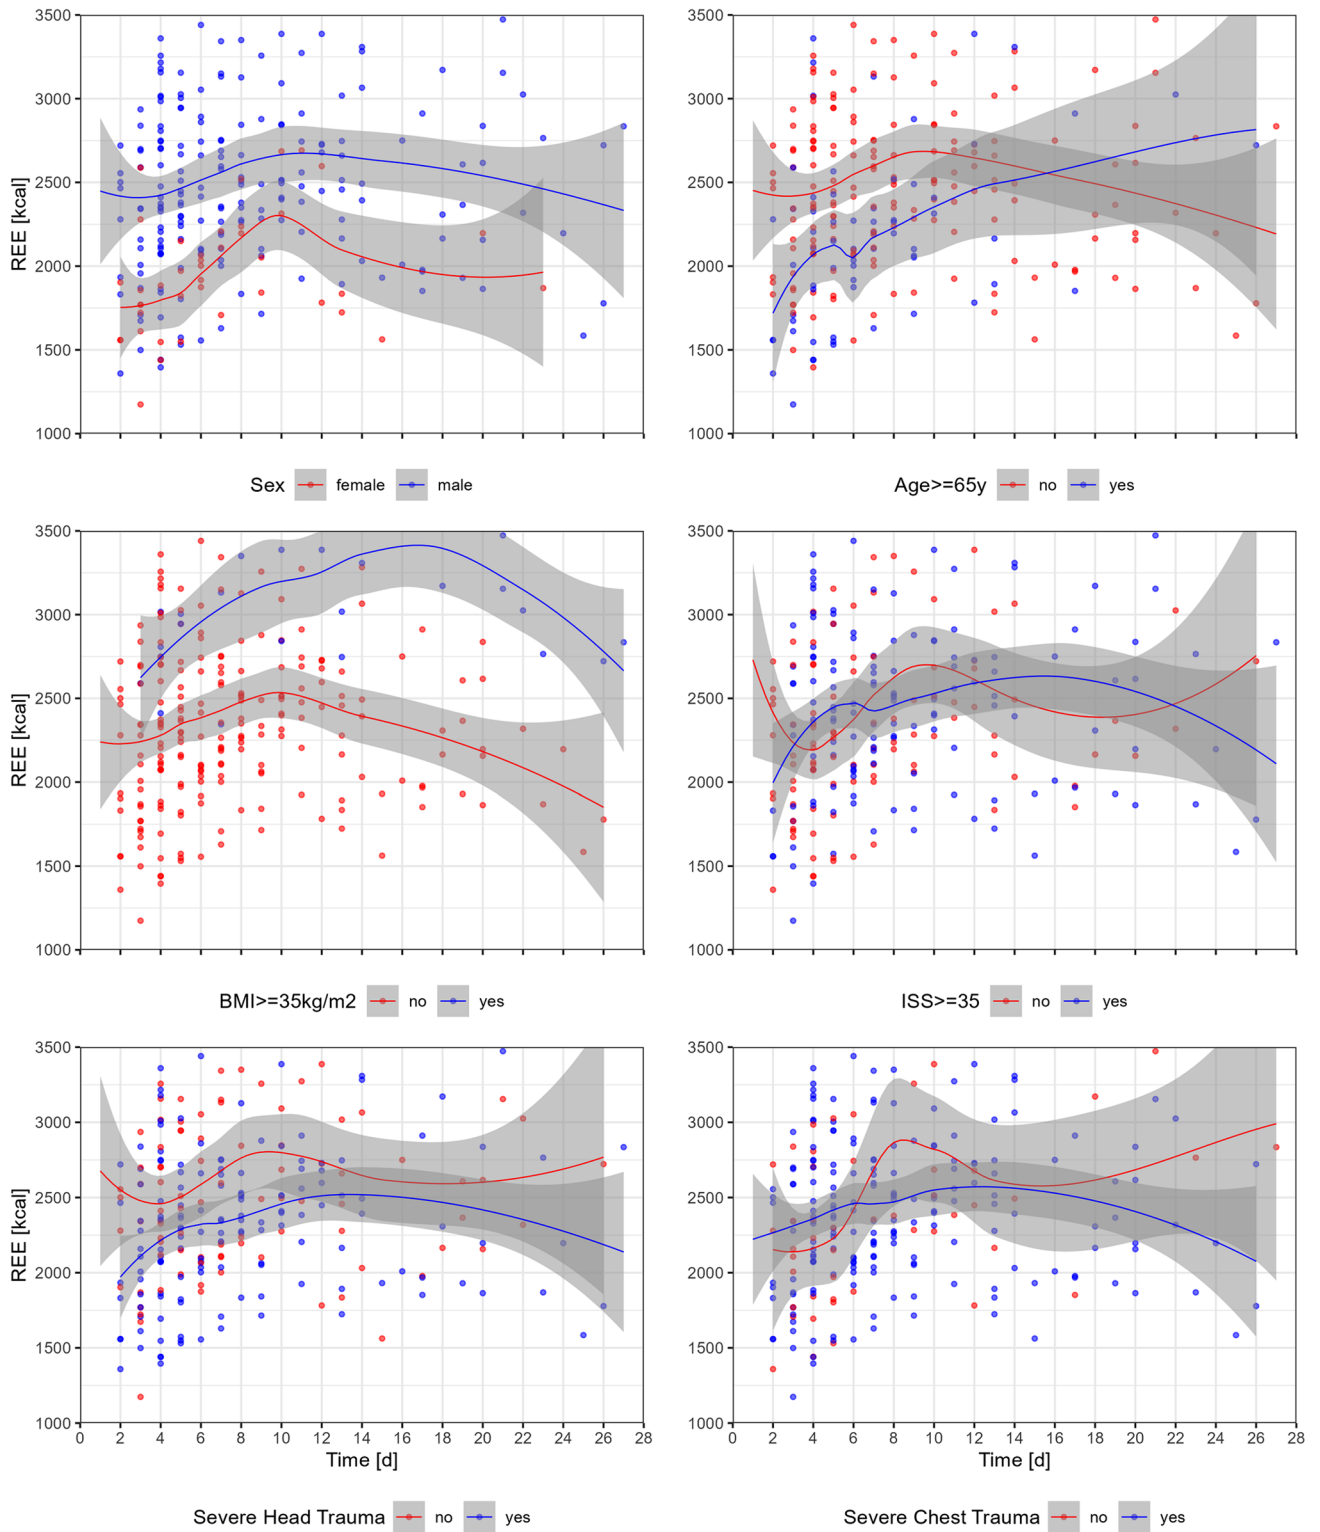 3500
3000
2500
2000
1500
1000
REE [kcal]
Sex female male
3500
3000
2500
2000
1500
1000
Age>=65y no yes
3500
3000
2500
2000
1500
1000
REE [kcal]
BMI>=35kg/m2 no yes
3500
3000
2500
2000
1500
1000
ISS>=35 no yes
3500
3000
2500
2000
1500
1000
REE [kcal]
0 2 4 6 8 10 12 14 16 18 20 22 24 26 28
Time [d]
Severe Head Trauma no yes
3500
3000
2500
2000
1500
1000
0 2 4 6 8 10 12 14 16 18 20 22 24 26 28
Time [d]
Severe Chest Trauma no yes